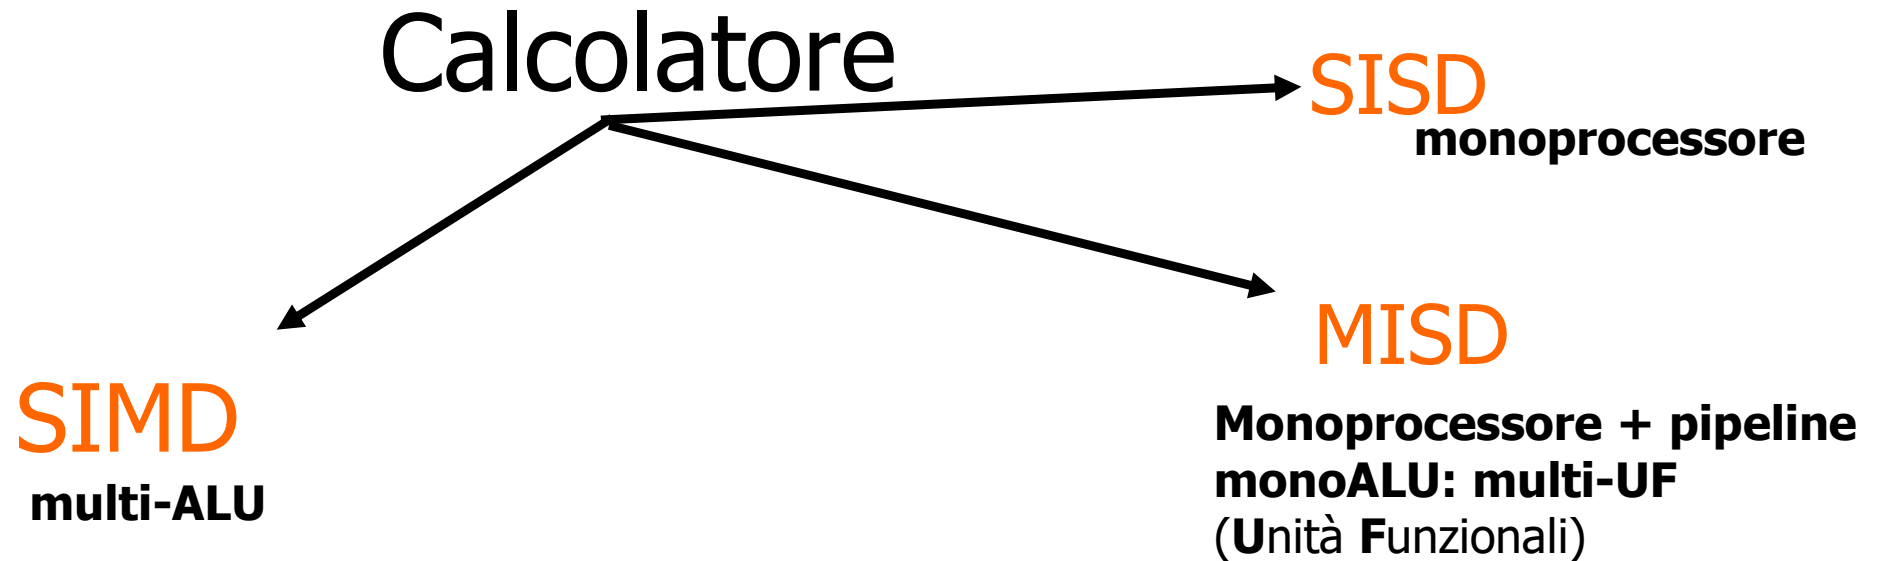 Calcolatore
SISD
monoprocessore
MISD
Monoprocessore + pipeline
monoALU: multi-UF
(Unità Funzionali)
SIMD
multi-ALU